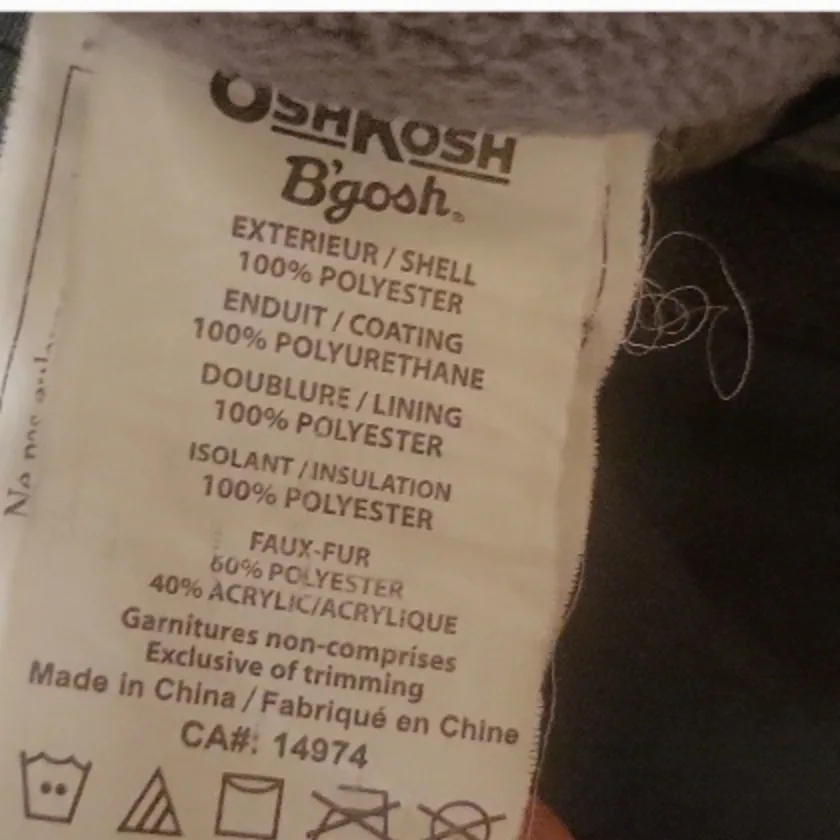 OSHKOSH
B'gosh®
EXTERIEUR / SHELL
100% POLYESTER
ENDUIT / COATING
100% POLYURETHANE
DOUBLURE / LINING
100% POLYESTER
ISOLANT / INSULATION
100% POLYESTER
FAUX-FUR
60% POLYESTER
40% ACRYLIC/ACRYLIQUE
Garnitures non-comprises
Exclusive of trimming
Made in China / Fabriqué en Chine
CA#: 14974